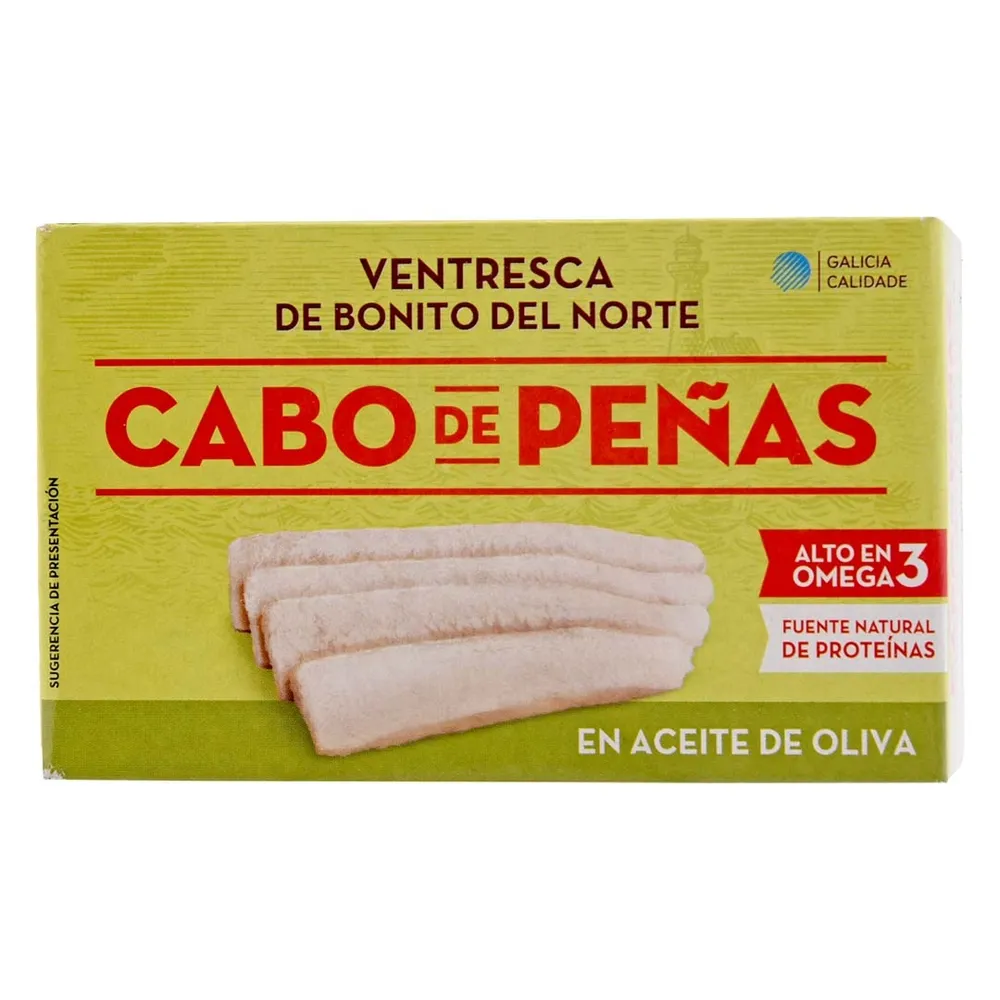 VENTRESCA
DE BONITO DEL NORTE
GALICIA
CALIDADE
CABO DE PEÑAS
SUGERENCIA DE PRESENTACIÓN
ALTO EN
OMEGA 3
FUENTE NATURAL
DE PROTEÍNAS
EN ACEITE DE OLIVA